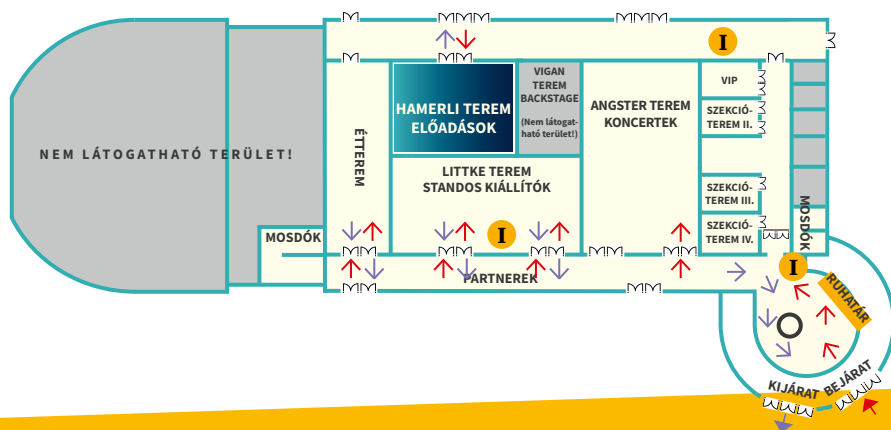 I
VIGAN
TEREM
BACKSTAGE
(Nem látogat-
ható terület!)
HAMERLI TEREM
ELŐADÁSOK
ANGSTER TEREM
KONCERTEK
VIP
SZEKCIÓ-
TEREM II.
ÉTTEREM
NEM LÁTOGATHATÓ TERÜLET!
LITTKE TEREM
STANDOS KIÁLLÍTÓK
SZEKCIÓ-
TEREM III.
SZEKCIÓ-
TEREM IV.
MOSDÓK
MOSDÓK
I
I
PARTNEREK
RUHATÁR
KIJÁRAT
BEJÁRAT